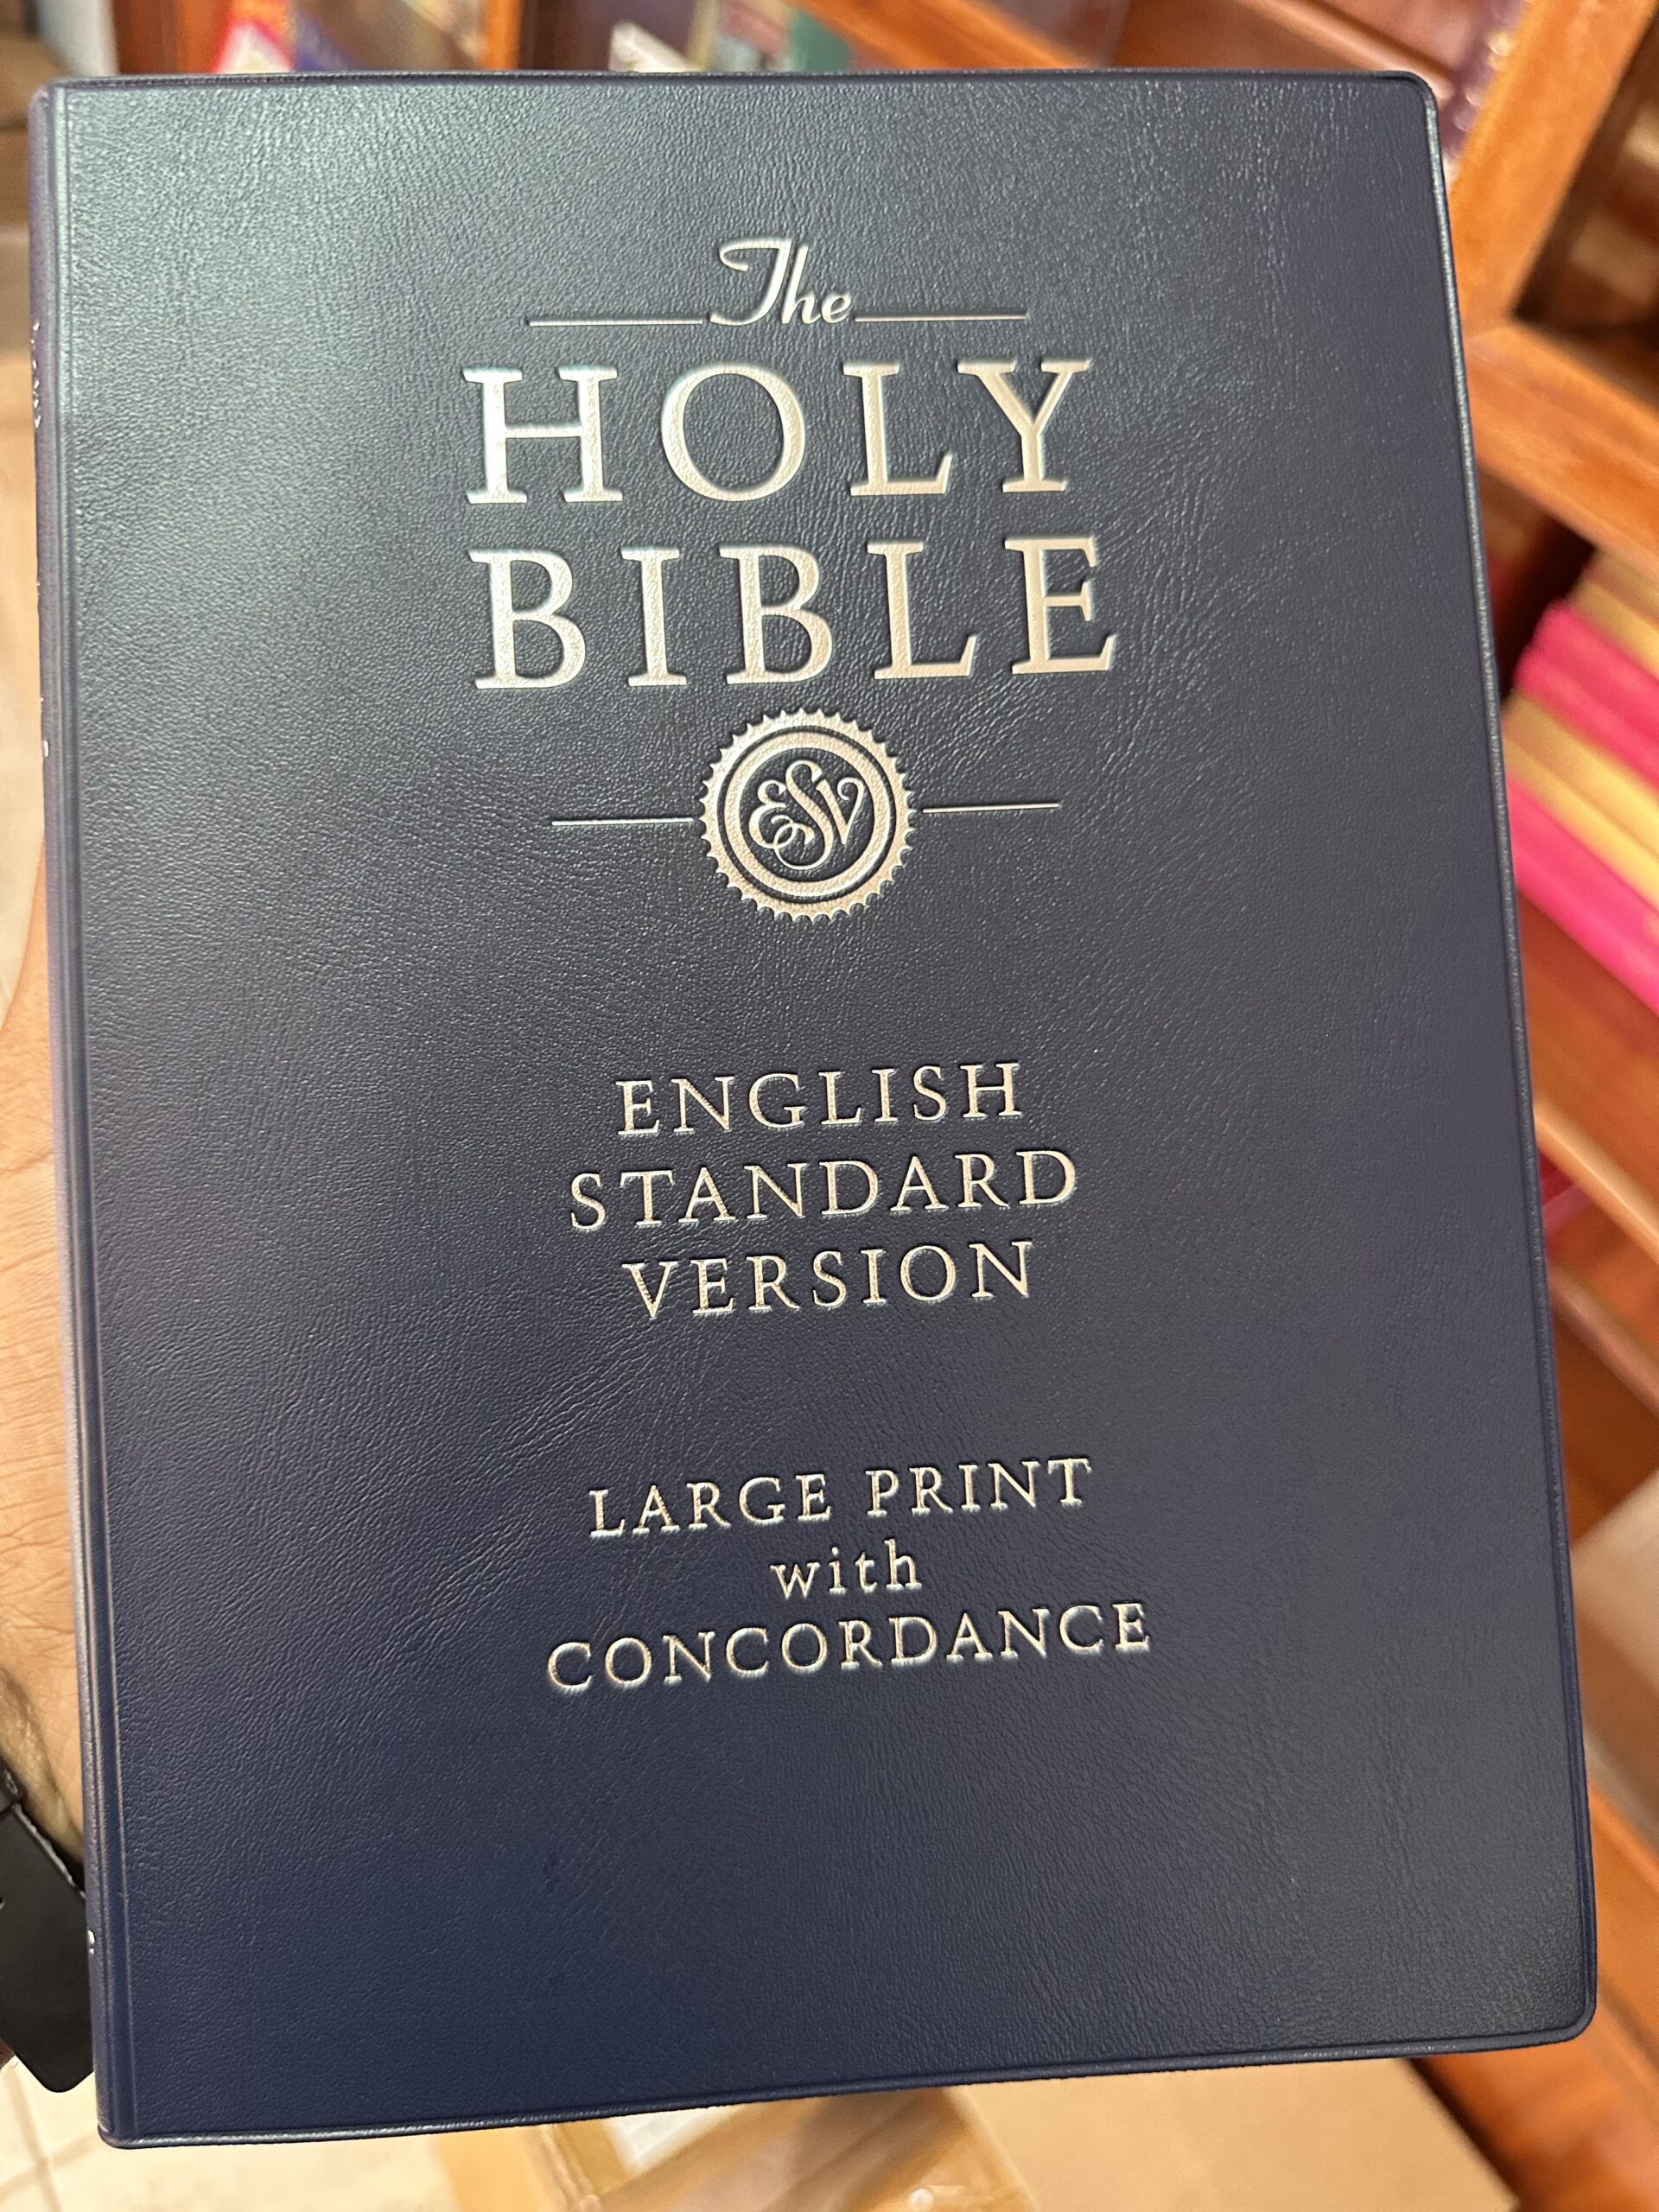 The
HOLY
BIBLE
ESV
ENGLISH
STANDARD
VERSION
LARGE PRINT
with
CONCORDANCE